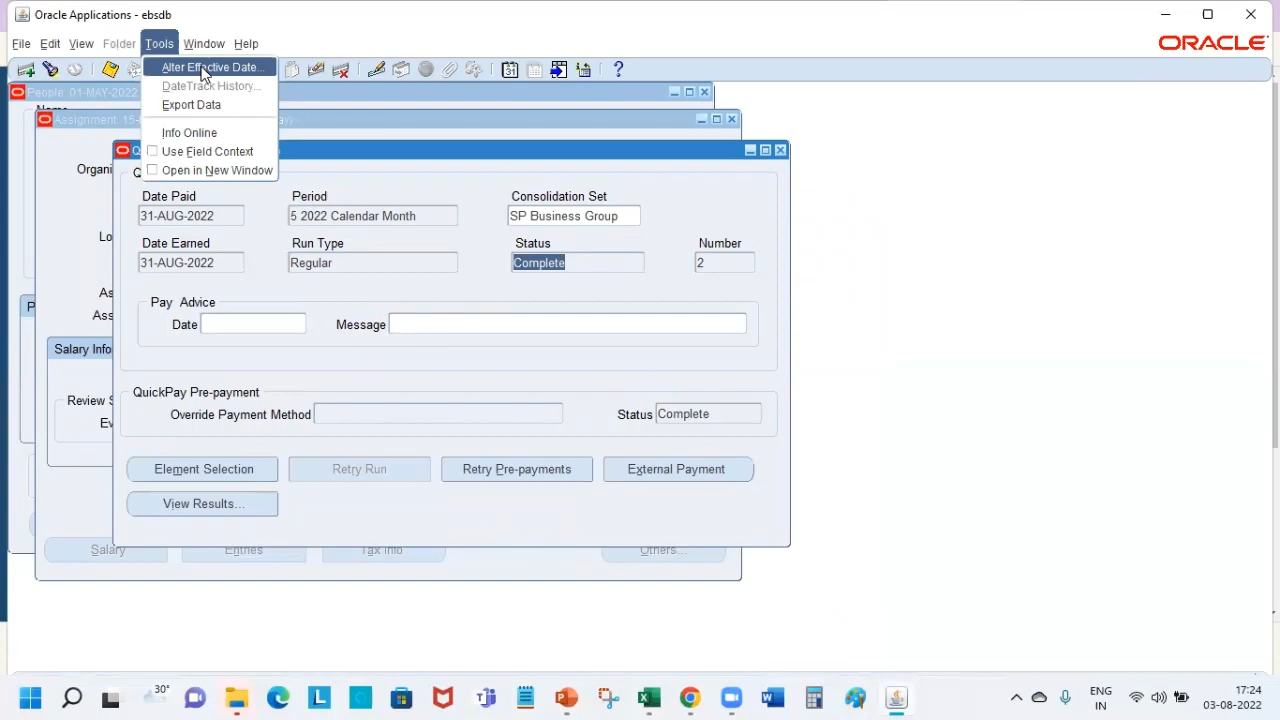 Oracle Applications - ebsdb
File Edit View Folder Tools Window Help
ORACLE
Alter Effective Date...
DateTrack History...
Export Data
Info Online
Use Field Context
Open in New Window
People: 01-MAY-2022
Name
Assignment: 15-
Organi
Date Paid Period Consolidation Set
31-AUG-2022 5 2022 Calendar Month SP Business Group
Date Earned Run Type Status Number
31-AUG-2022 Regular Complete 2
Pay Advice
Date Message
Salary Info
QuickPay Pre-payment
Review S
Override Payment Method Status Complete
Element Selection Retry Run Retry Pre-payments External Payment
View Results...
Salary Entries Tax Info Others...
30°
ENG
IN
17:24
03-08-2022